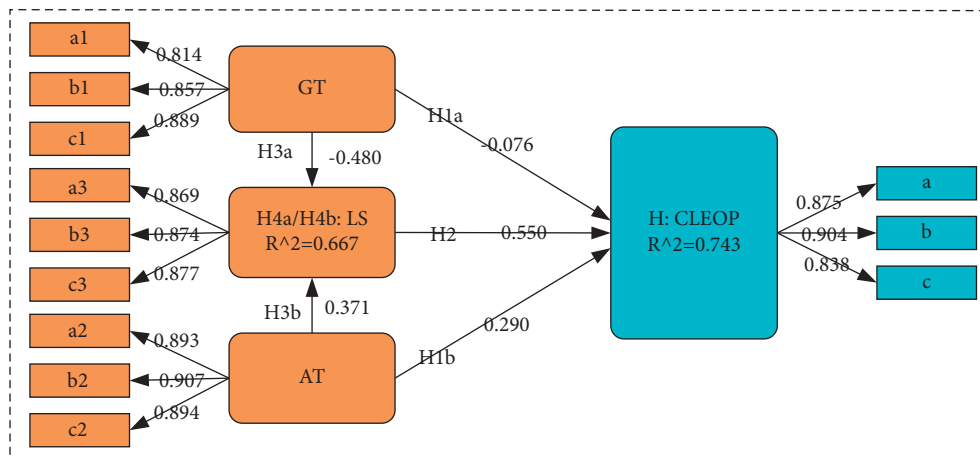 a1
0.814
b1
0.857
c1
0.889
GT
H1a
-0.076
H3a
-0.480
a3
0.869
b3
0.874
c3
0.877
H4a/H4b: LS
R^2=0.667
H2
0.550
H: CLEOP
R^2=0.743
0.875
a
0.904
b
0.838
c
H3b
0.371
0.290
H1b
a2
0.893
b2
0.907
c2
0.894
AT